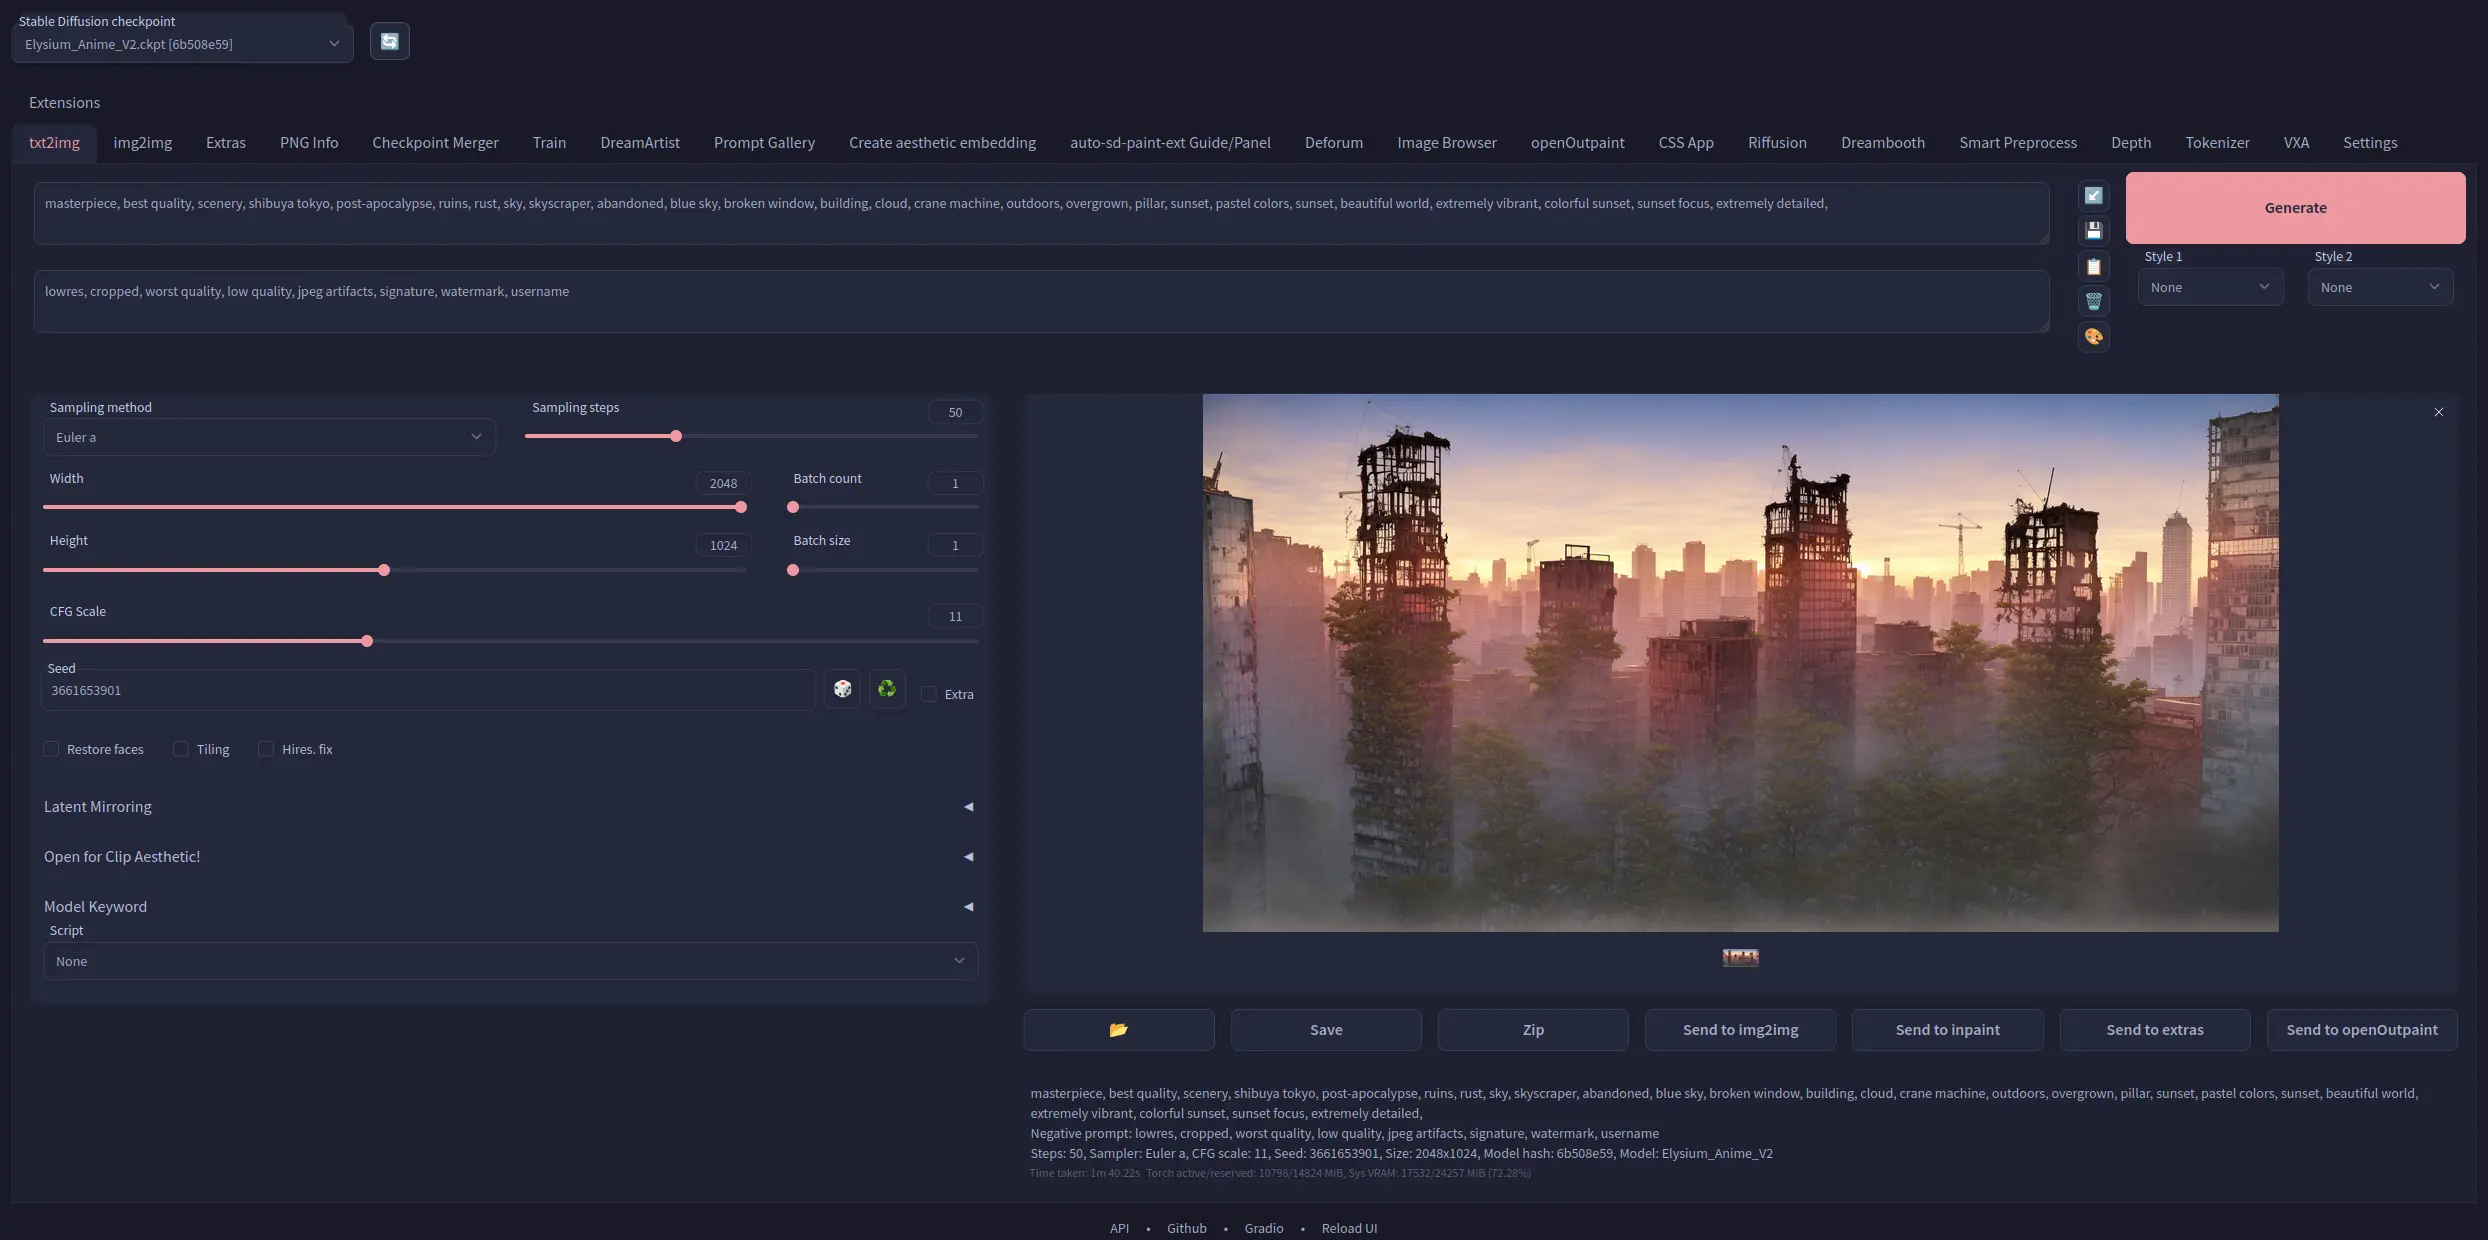 Stable Diffusion checkpoint
Elysium_Anime_V2.ckpt [6b508e59]
Extensions
txt2img img2img Extras PNG Info Checkpoint Merger Train DreamArtist Prompt Gallery Create aesthetic embedding auto-sd-paint-ext Guide/Panel Deforum Image Browser openOutpaint CSS App Riffusion Dreambooth Smart Preprocess Depth Tokenizer VXA Settings
masterpiece, best quality, scenery, shibuya tokyo, post-apocalypse, ruins, rust, sky, skyscraper, abandoned, blue sky, broken window, building, cloud, crane machine, outdoors, overgrown, pillar, sunset, pastel colors, sunset, beautiful world, extremely vibrant, colorful sunset, sunset focus, extremely detailed,
Generate
Style 1 Style 2
None None
lowres, cropped, worst quality, low quality, jpeg artifacts, signature, watermark, username
Sampling method Sampling steps 50
Euler a
Width 2048 Batch count 1
Height 1024 Batch size 1
CFG Scale 11
Seed
3661653901
Extra
Restore faces Tiling Hires. fix
Latent Mirroring
Open for Clip Aesthetic!
Model Keyword
Script
None
Save Zip Send to img2img Send to inpaint Send to extras Send to openOutpaint
masterpiece, best quality, scenery, shibuya tokyo, post-apocalypse, ruins, rust, sky, skyscraper, abandoned, blue sky, broken window, building, cloud, crane machine, outdoors, overgrown, pillar, sunset, pastel colors, sunset, beautiful world,
extremely vibrant, colorful sunset, sunset focus, extremely detailed,
Negative prompt: lowres, cropped, worst quality, low quality, jpeg artifacts, signature, watermark, username
Steps: 50, Sampler: Euler a, CFG scale: 11, Seed: 3661653901, Size: 2048x1024, Model hash: 6b508e59, Model: Elysium_Anime_V2
Time taken: 1m 40.22s Torch active/reserved: 10798/14824 MiB, Sys VRAM: 17532/24257 MiB (72.28%)
API • Github • Gradio • Reload UI